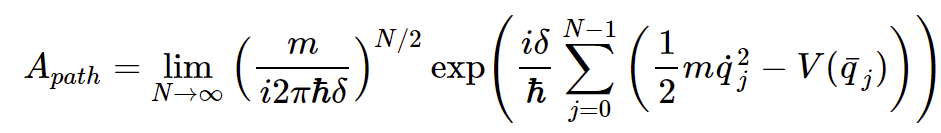 A_{path} = \lim_{N \to \infty} \left( \frac{m}{i2\pi\hbar\delta} \right)^{N/2} \exp\left( \frac{i\delta}{\hbar} \sum_{j=0}^{N-1} \left( \frac{1}{2} m\dot{q}_j^2 - V(\bar{q}_j) \right) \right)